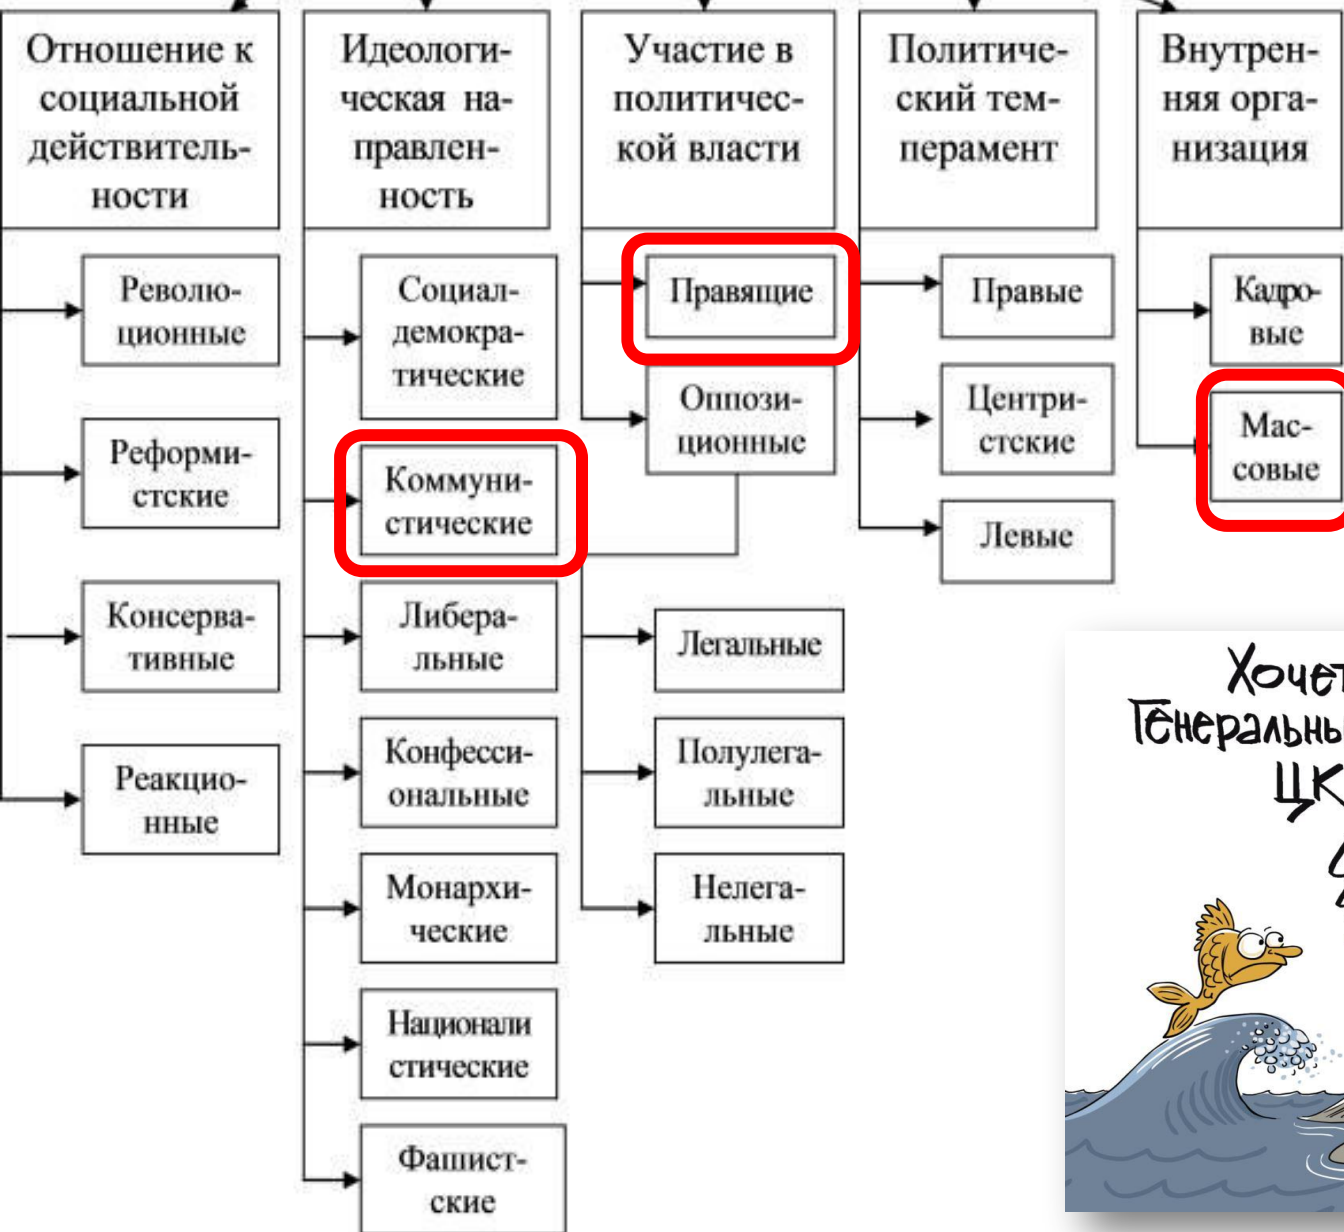 Отношение к
социальной
действитель-
ности
Револю-
ционные
Реформи-
стские
Консерва-
тивные
Реакцио-
нные
Идеологи-
ческая на-
правлен-
ность
Социал-
демокра-
тические
Коммуни-
стические
Либера-
льные
Конфесси-
ональные
Монархи-
ческие
Национали
стические
Фашист-
ские
Участие в
политичес-
кой власти
Правящие
Оппози-
ционные
Легальные
Полулега-
льные
Нелега-
льные
Политиче-
ский тем-
перамент
Правые
Центри-
стские
Левые
Внутрен-
няя орга-
низация
Кадро-
вые
Мас-
совые
Хочет
Генеральны
ЦК